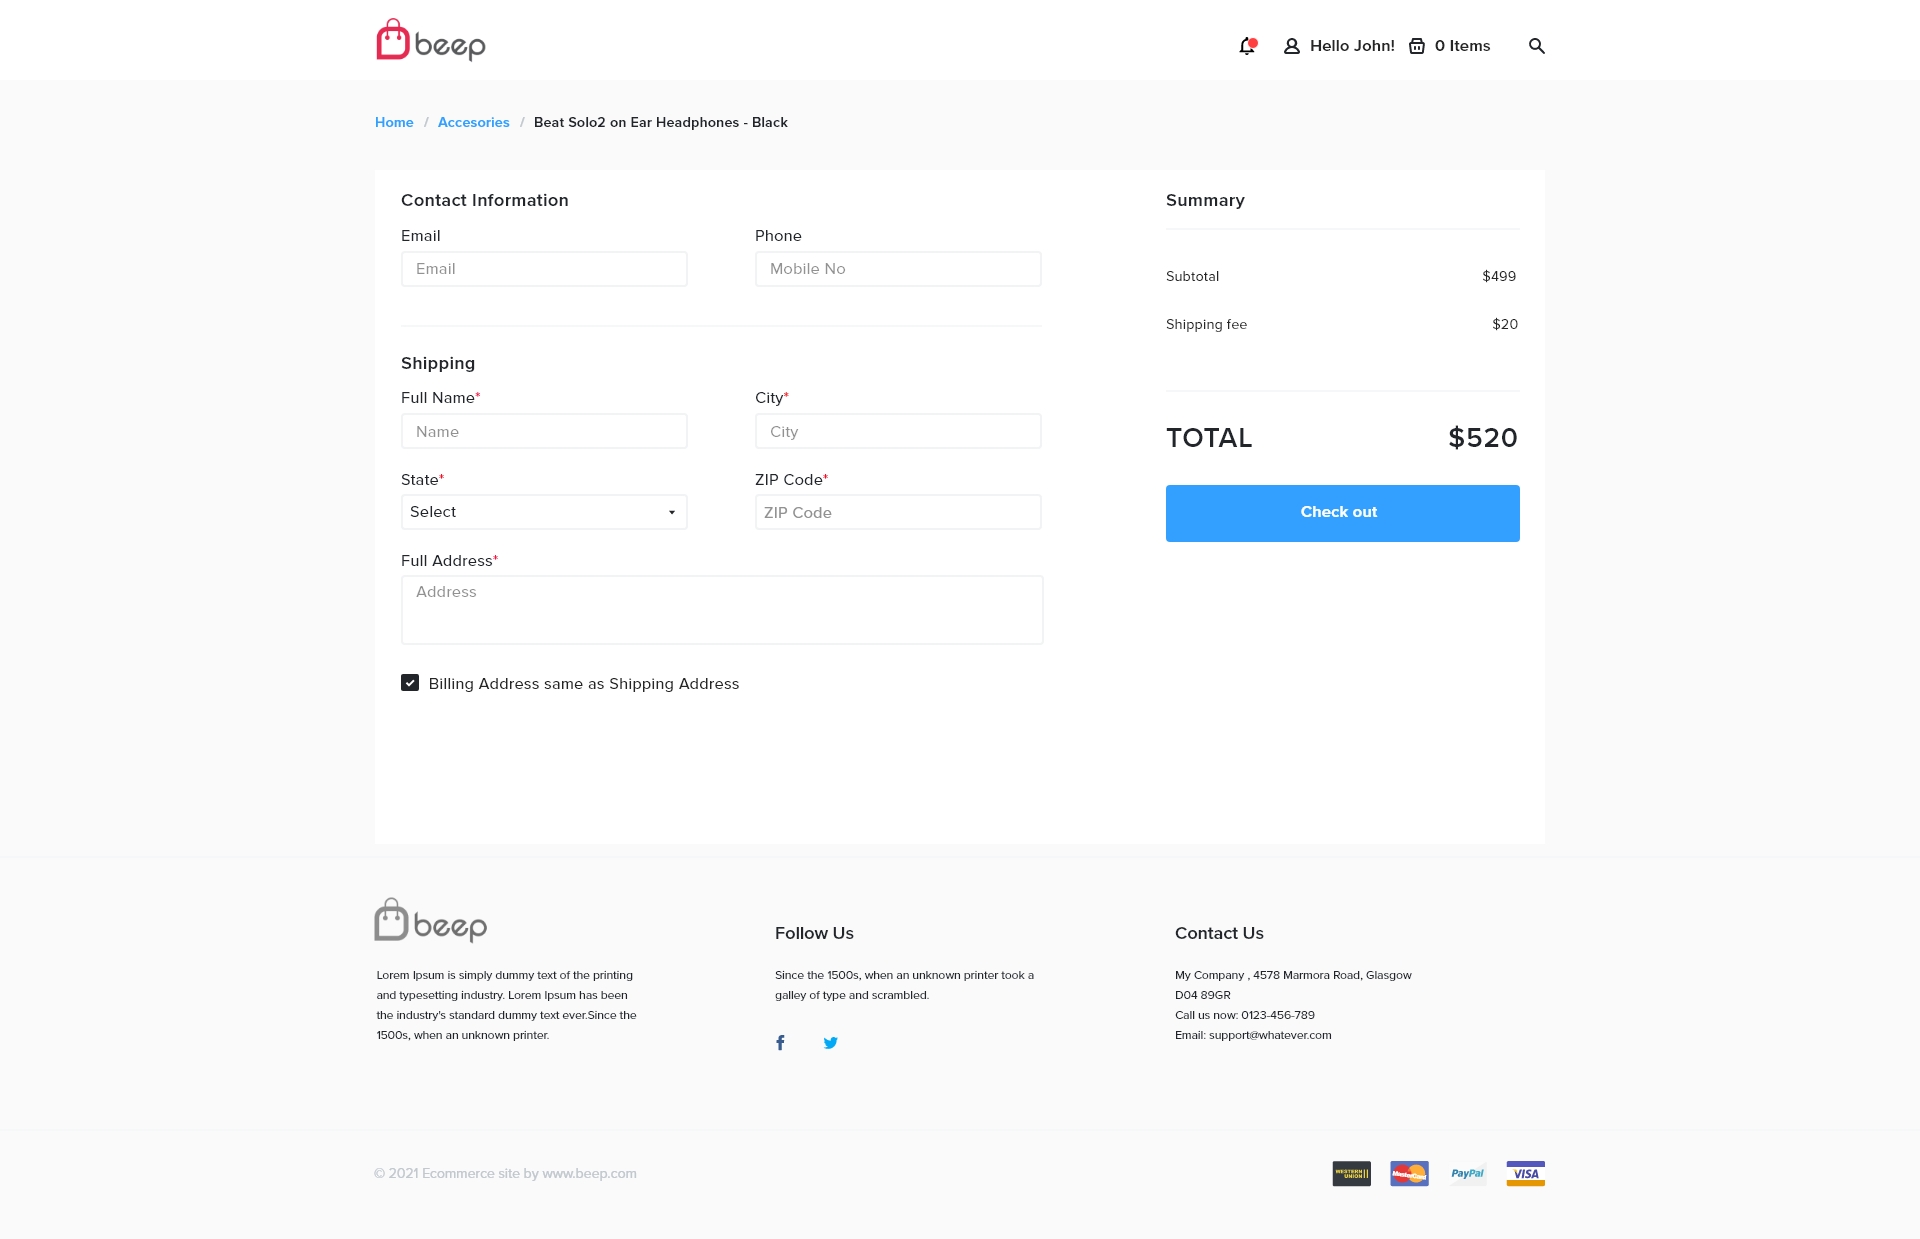 beep
Hello John!
0 Items
Home / Accesories / Beat Solo2 on Ear Headphones - Black
Contact Information
Email
Phone
Email
Mobile No
Shipping
Full Name*
City*
Name
City
State*
ZIP Code*
Select
ZIP Code
Full Address*
Address
Billing Address same as Shipping Address
Summary
Subtotal $499
Shipping fee $20
TOTAL $520
Check out
beep
Lorem Ipsum is simply dummy text of the printing
and typesetting industry. Lorem Ipsum has been
the industry's standard dummy text ever.Since the
1500s, when an unknown printer.
Follow Us
Since the 1500s, when an unknown printer took a
galley of type and scrambled.
Contact Us
My Company , 4578 Marmora Road, Glasgow
D04 89GR
Call us now: 0123-456-789
Email: support@whatever.com
© 2021 Ecommerce site by www.beep.com
WESTERN
UNION
MasterCard
PayPal
VISA